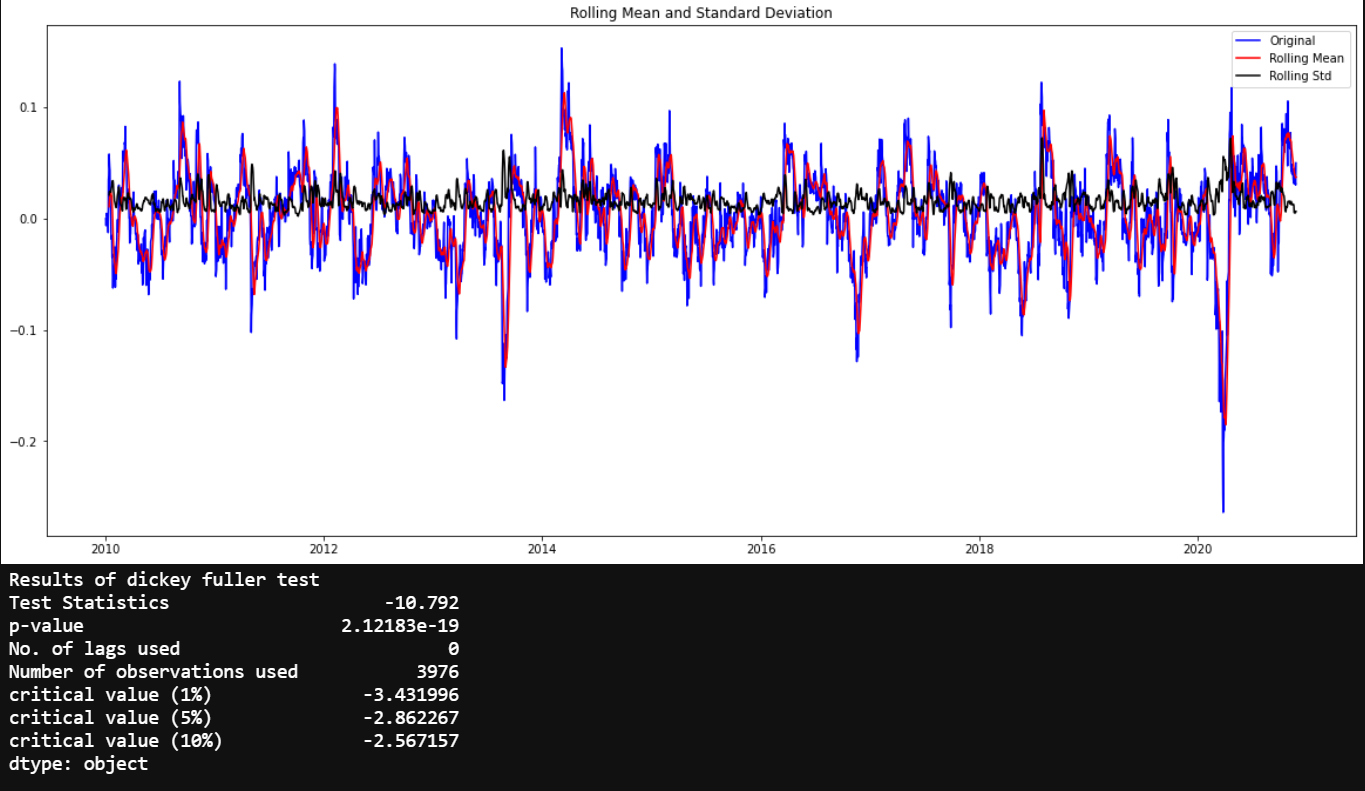 Rolling Mean and Standard Deviation
Original
Rolling Mean
Rolling Std
0.1
0.0
−0.1
−0.2
2010 2012 2014 2016 2018 2020
Results of dickey fuller test
Test Statistics -10.792
p-value 2.12183e-19
No. of lags used 0
Number of observations used 3976
critical value (1%) -3.431996
critical value (5%) -2.862267
critical value (10%) -2.567157
dtype: object